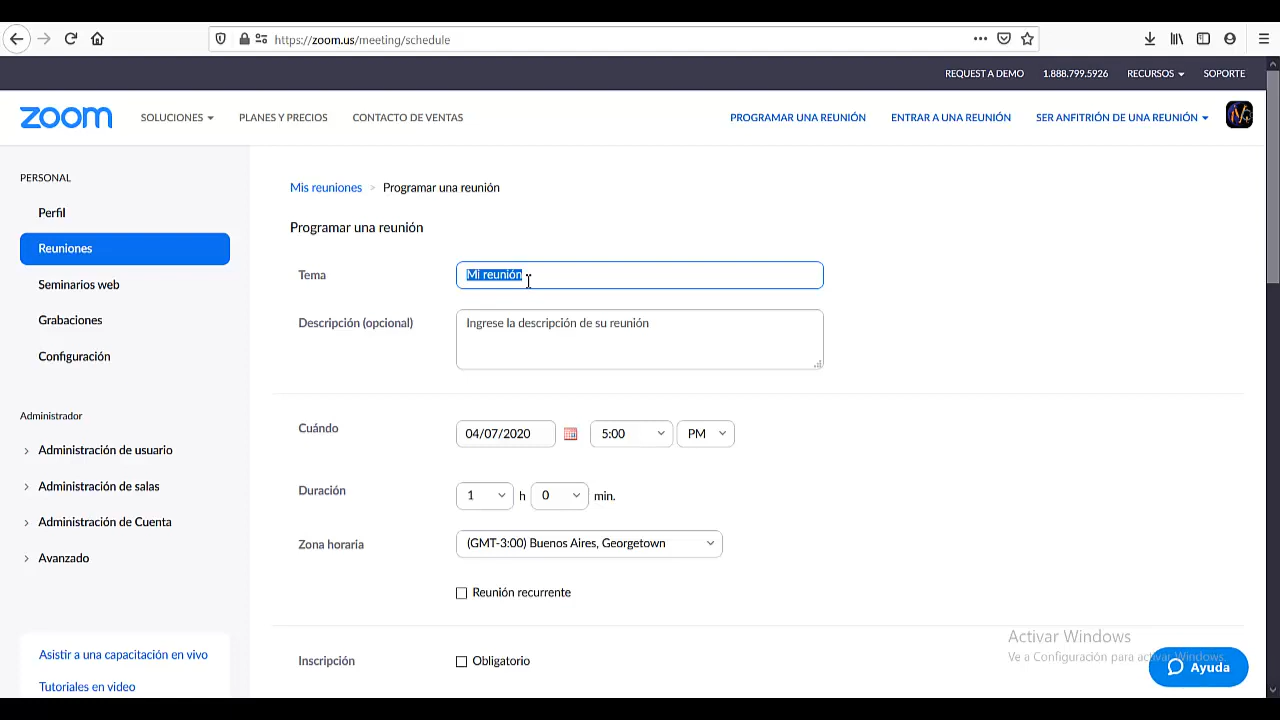 https://zoom.us/meeting/schedule
REQUEST A DEMO 1.888.799.5926 RECURSOS SOPORTE
zoom SOLUCIONES PLANES Y PRECIOS CONTACTO DE VENTAS PROGRAMAR UNA REUNIÓN ENTRAR A UNA REUNIÓN SER ANFITRIÓN DE UNA REUNIÓN
PERSONAL
Perfil
Reuniones
Seminarios web
Grabaciones
Configuración
Administrador
Administración de usuario
Administración de salas
Administración de Cuenta
Avanzado
Asistir a una capacitación en vivo
Tutoriales en video
Mis reuniones > Programar una reunión
Programar una reunión
Tema Mi reunión
Descripción (opcional) Ingrese la descripción de su reunión
Cuándo 04/07/2020 5:00 PM
Duración 1 h 0 min.
Zona horaria (GMT-3:00) Buenos Aires, Georgetown
Reunión recurrente
Inscripción Obligatorio
Activar Windows
Ve a Configuración para activar Windows.
Ayuda